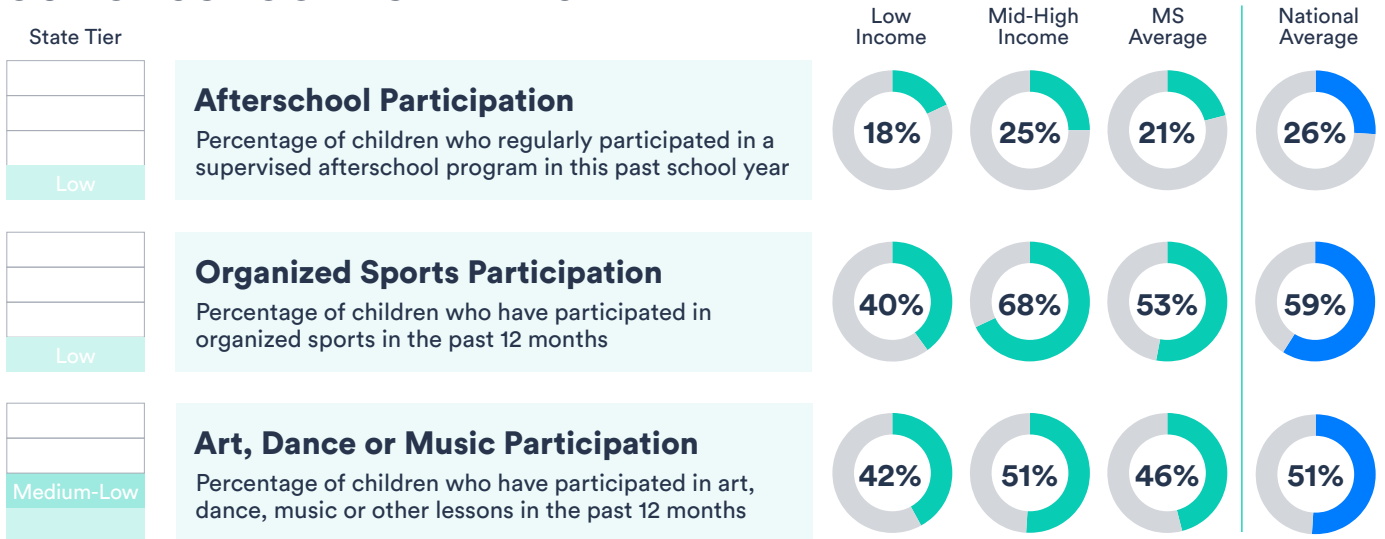 State Tier
Low
Income
Mid-High
Income
MS
Average
National
Average
Low
Afterschool Participation
Percentage of children who regularly participated in a
supervised afterschool program in this past school year
18%
25%
21%
26%
Low
Organized Sports Participation
Percentage of children who have participated in
organized sports in the past 12 months
40%
68%
53%
59%
Medium-Low
Art, Dance or Music Participation
Percentage of children who have participated in art,
dance, music or other lessons in the past 12 months
42%
51%
46%
51%